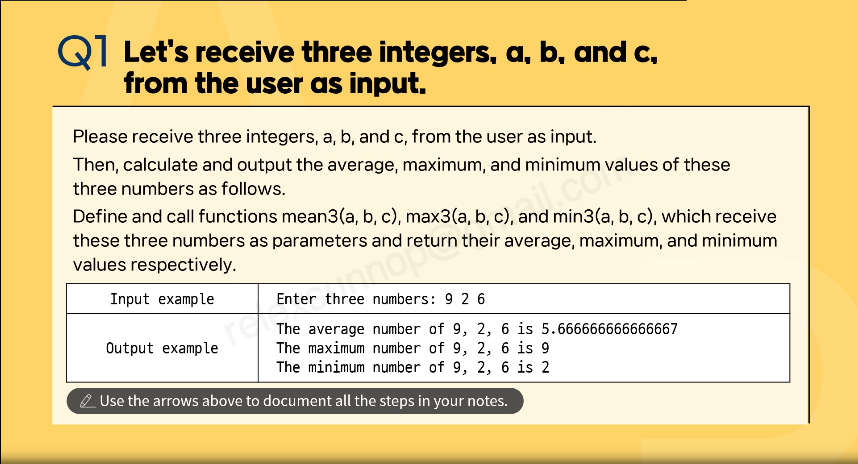 Q1 Let's receive three integers, a, b, and c,
from the user as input.
Please receive three integers, a, b, and c, from the user as input.
Then, calculate and output the average, maximum, and minimum values of these
three numbers as follows.
Define and call functions mean3(a, b, c), max3(a, b, c), and min3(a, b, c), which receive
these three numbers as parameters and return their average, maximum, and minimum
values respectively.
Input example Enter three numbers: 9 2 6
The average number of 9, 2, 6 is 5.666666666666667
Output example The maximum number of 9, 2, 6 is 9
The minimum number of 9, 2, 6 is 2
Use the arrows above to document all the steps in your notes.